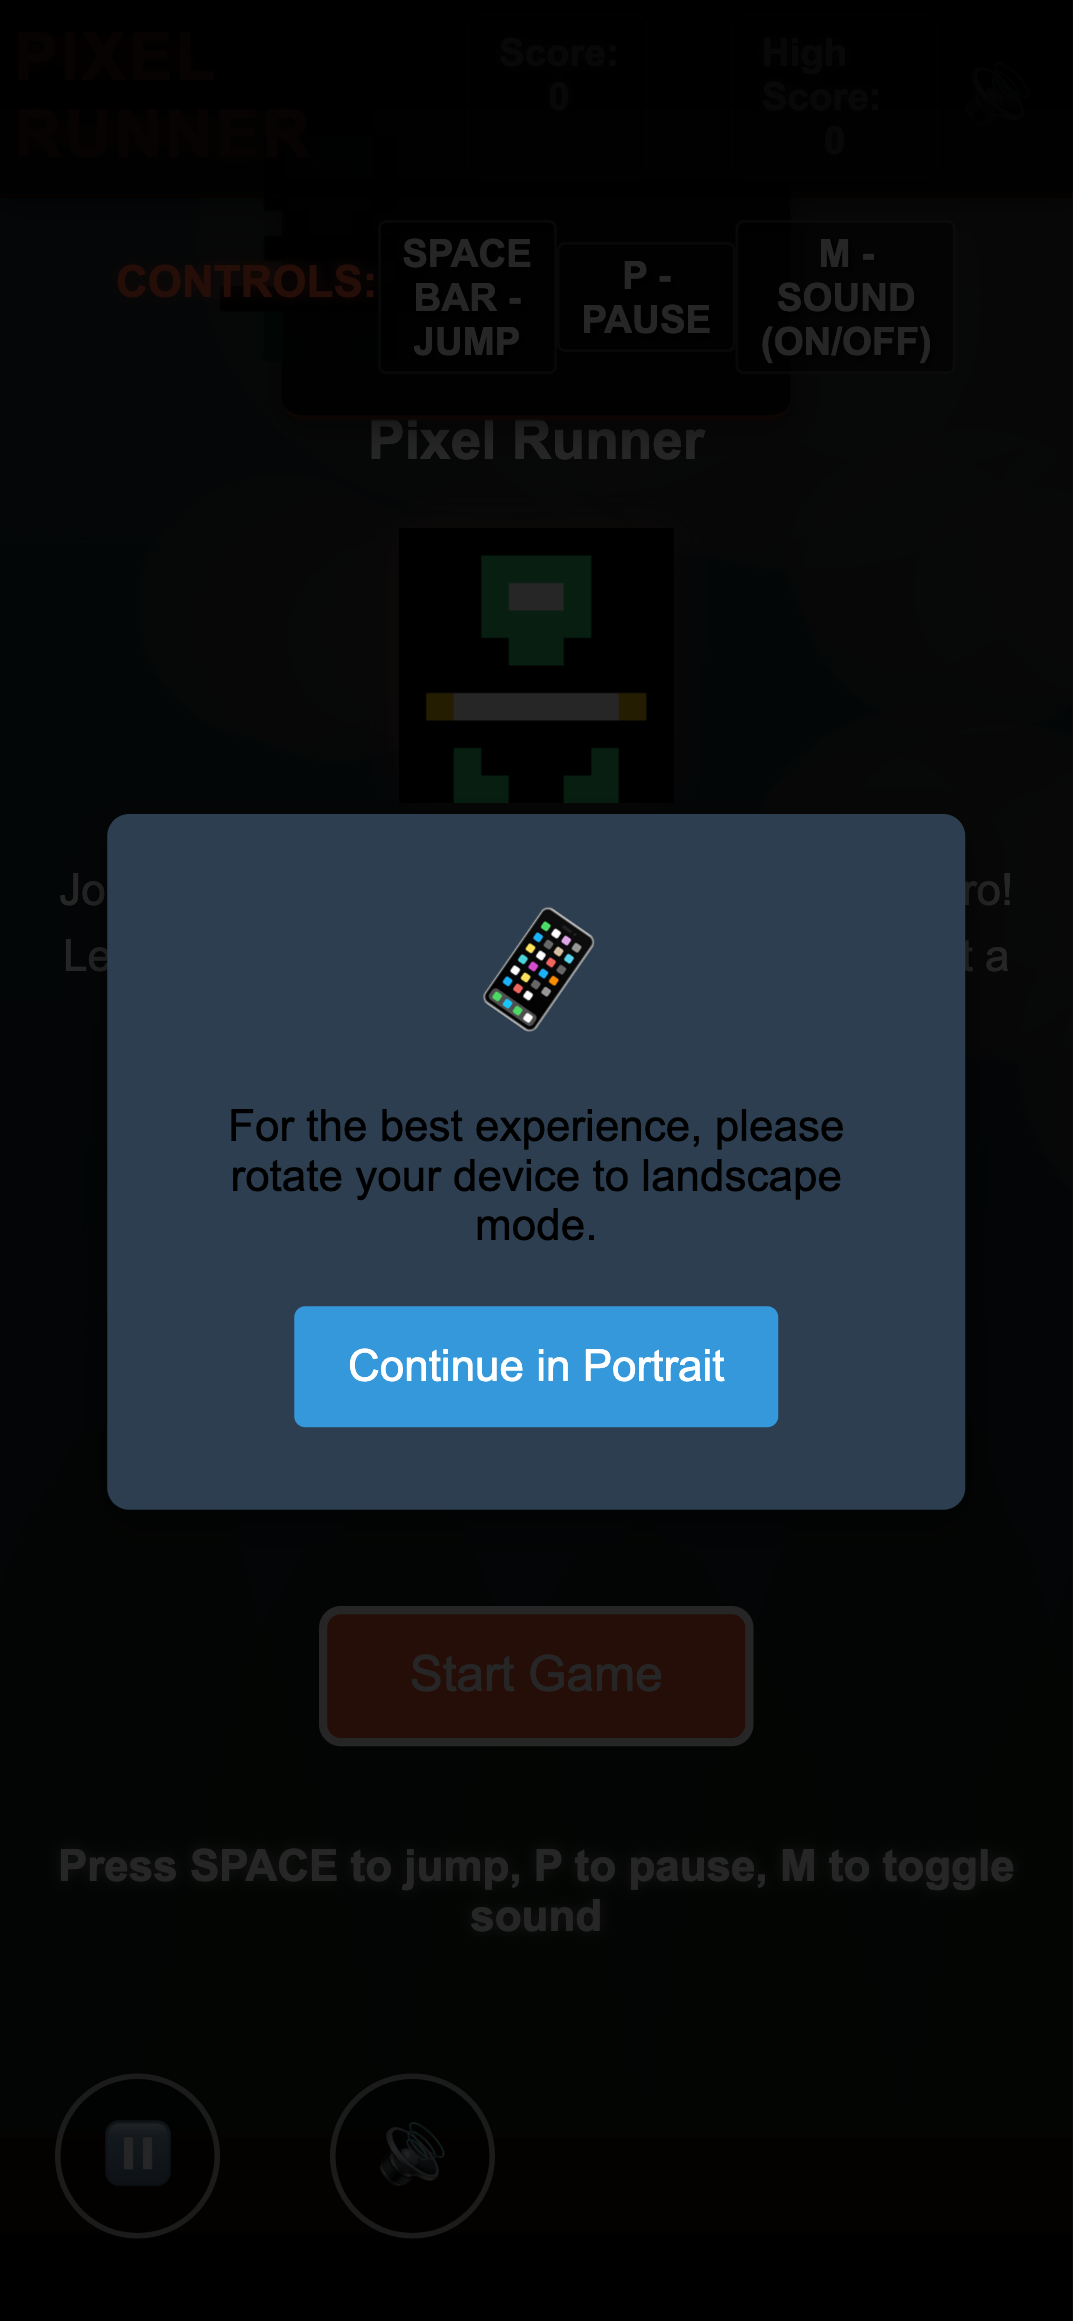 PIXEL
RUNNER
Score:
0
High
Score:
0
CONTROLS:
SPACE
BAR -
JUMP
P -
PAUSE
M -
SOUND
(ON/OFF)
Pixel Runner
Jo
ro!
Le
t a
For the best experience, please
rotate your device to landscape
mode.
Continue in Portrait
Start Game
Press SPACE to jump, P to pause, M to toggle
sound